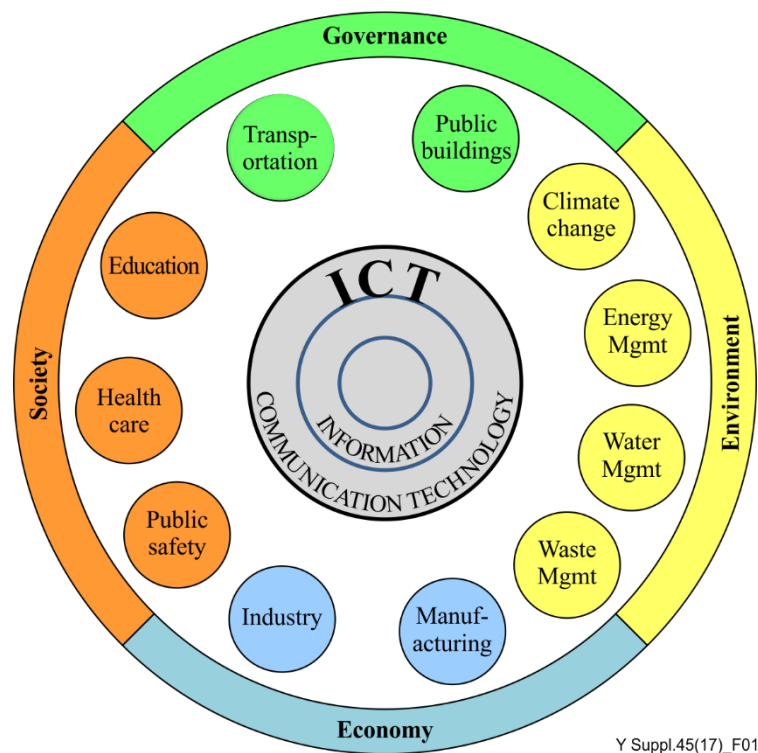 Governance
Transp-
ortation
Public
buildings
Climate
change
Education
Energy
Mgmt
Society
Environment
ICT
INFORMATION
COMMUNICATION TECHNOLOGY
Health
care
Water
Mgmt
Public
safety
Waste
Mgmt
Industry
Manuf-
acturing
Economy
Y Suppl.45(17)_F01